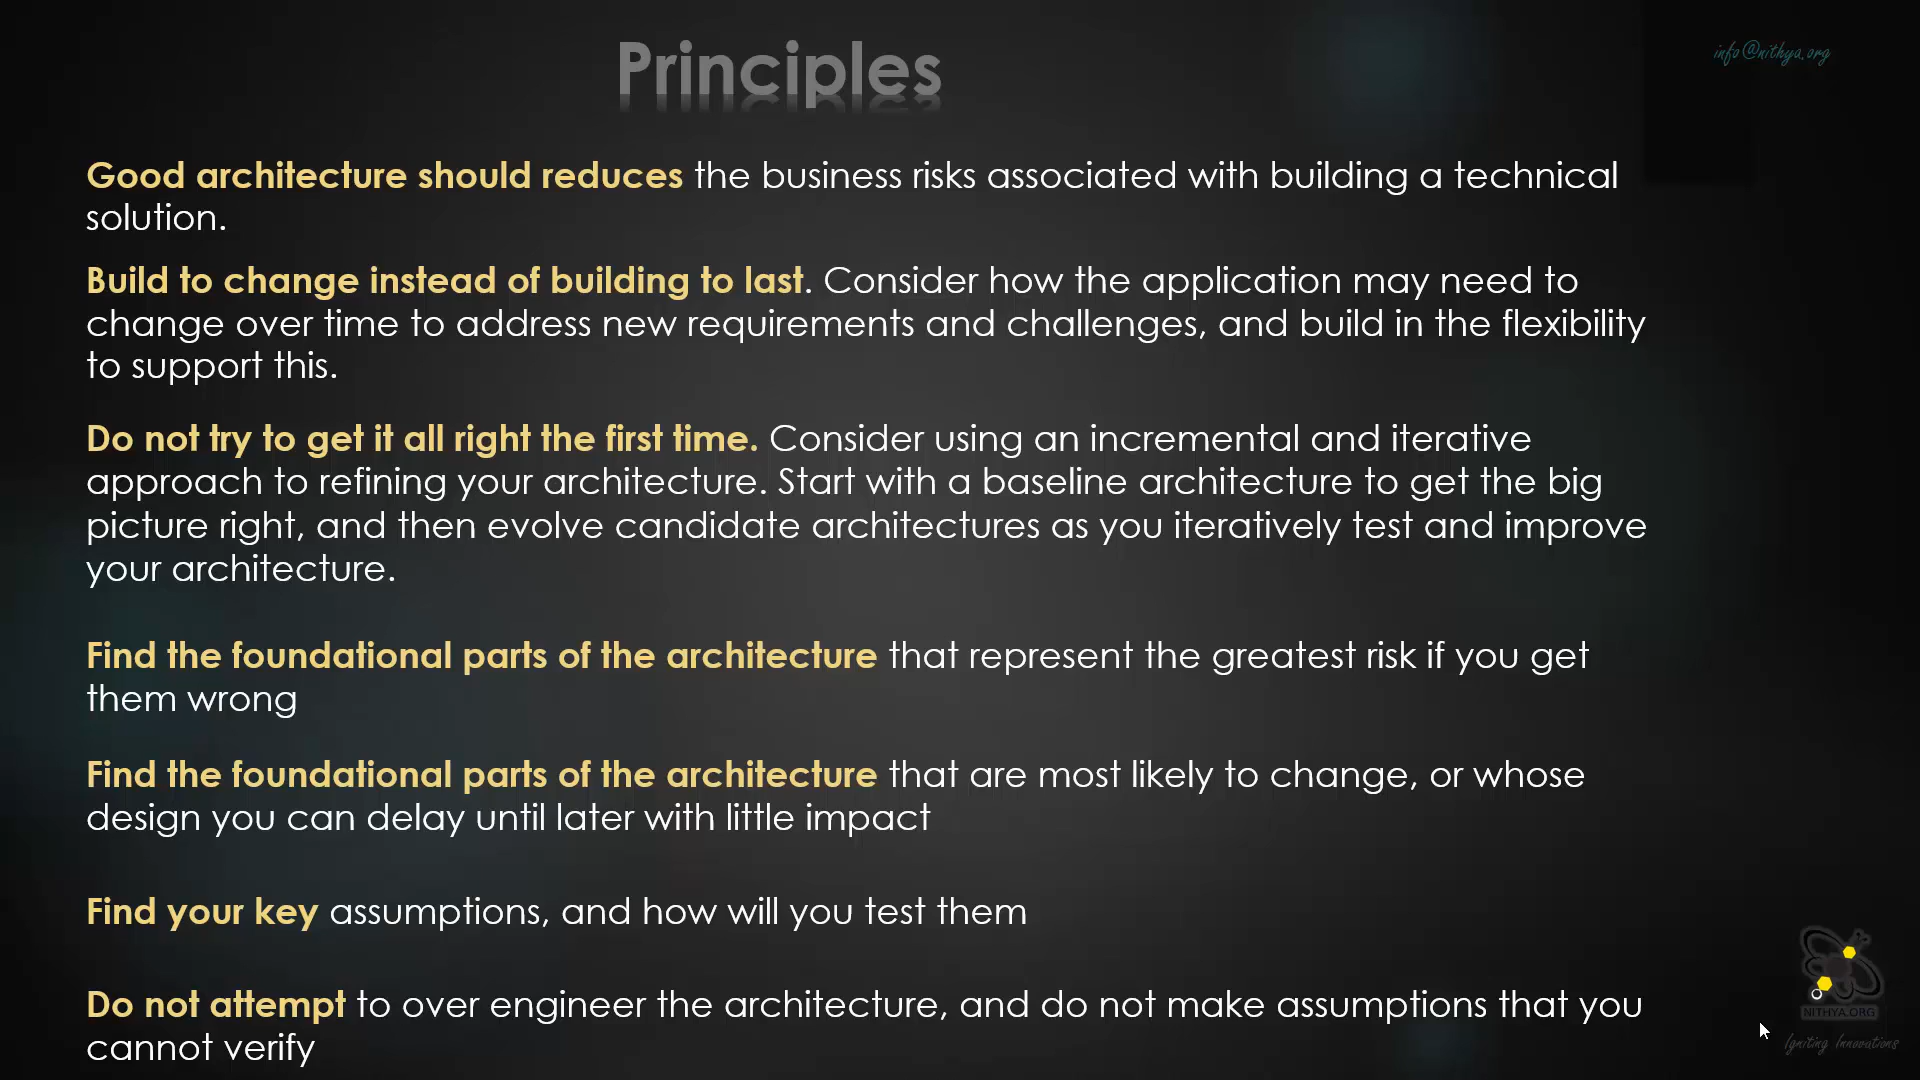 Principles
info@nithya.org
Good architecture should reduces the business risks associated with building a technical
solution.
Build to change instead of building to last. Consider how the application may need to
change over time to address new requirements and challenges, and build in the flexibility
to support this.
Do not try to get it all right the first time. Consider using an incremental and iterative
approach to refining your architecture. Start with a baseline architecture to get the big
picture right, and then evolve candidate architectures as you iteratively test and improve
your architecture.
Find the foundational parts of the architecture that represent the greatest risk if you get
them wrong
Find the foundational parts of the architecture that are most likely to change, or whose
design you can delay until later with little impact
Find your key assumptions, and how will you test them
Do not attempt to over engineer the architecture, and do not make assumptions that you
cannot verify
NITHYA.ORG
Igniting Innovations